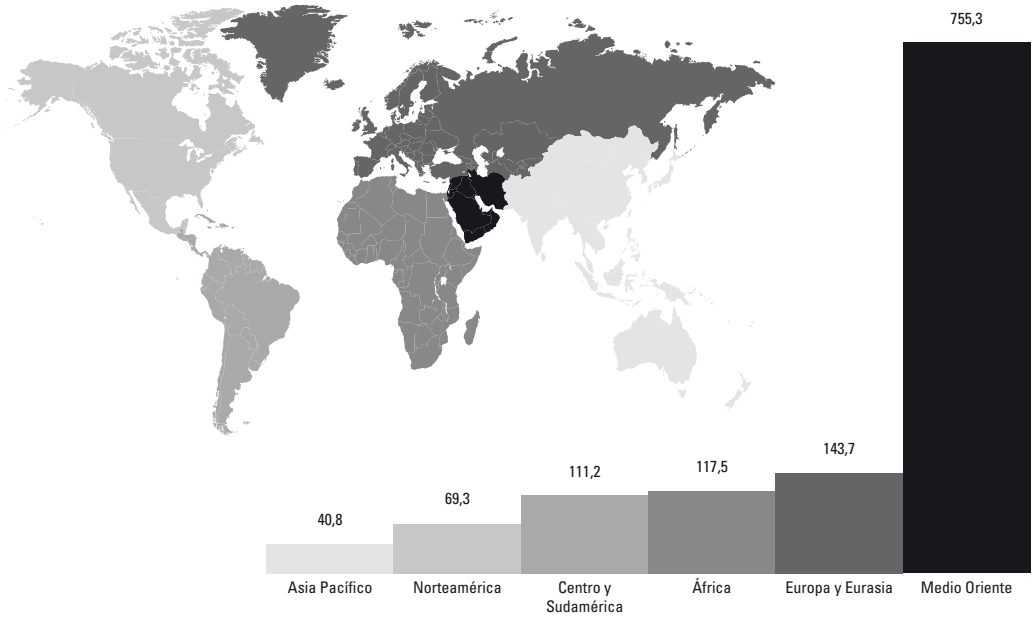 755,3
143,7
117,5
111,2
69,3
40,8
Asia Pacífico
Norteamérica
Centro y
Sudamérica
África
Europa y Eurasia
Medio Oriente